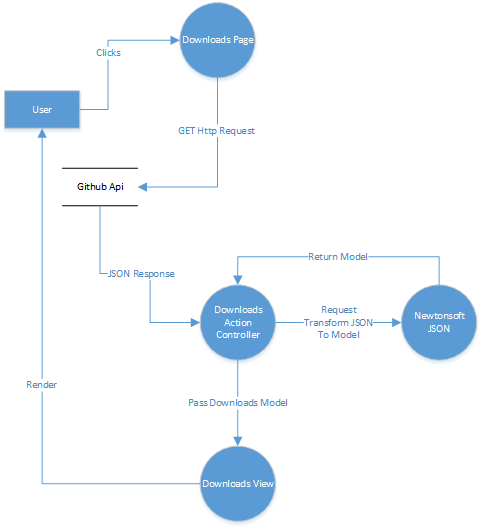 Downloads Page
Clicks
User
GET Http Request
Github Api
Return Model
JSON Response
Downloads
Action
Controller
Request
Transform JSON
To Model
Newtonsoft
JSON
Render
Pass Downloads Model
Downloads View